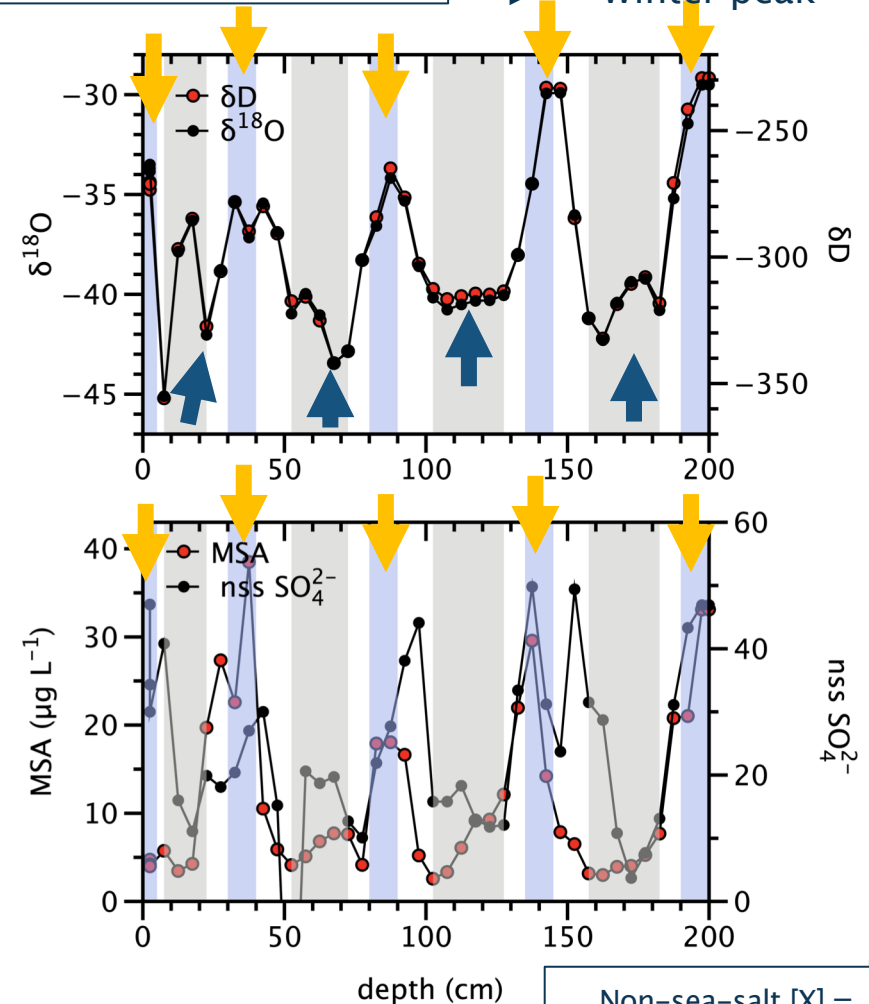 Winter peak
−30
−35
−40
−45
δ¹⁸O
δD
δ¹⁸O
−250
−300
−350
δD
0 50 100 150 200
40
30
20
10
0
MSA (μg L⁻¹)
MSA
nss SO₄²⁻
60
40
20
0
nss SO₄²⁻
0 50 100 150 200
depth (cm)
Non-sea-salt [X] =